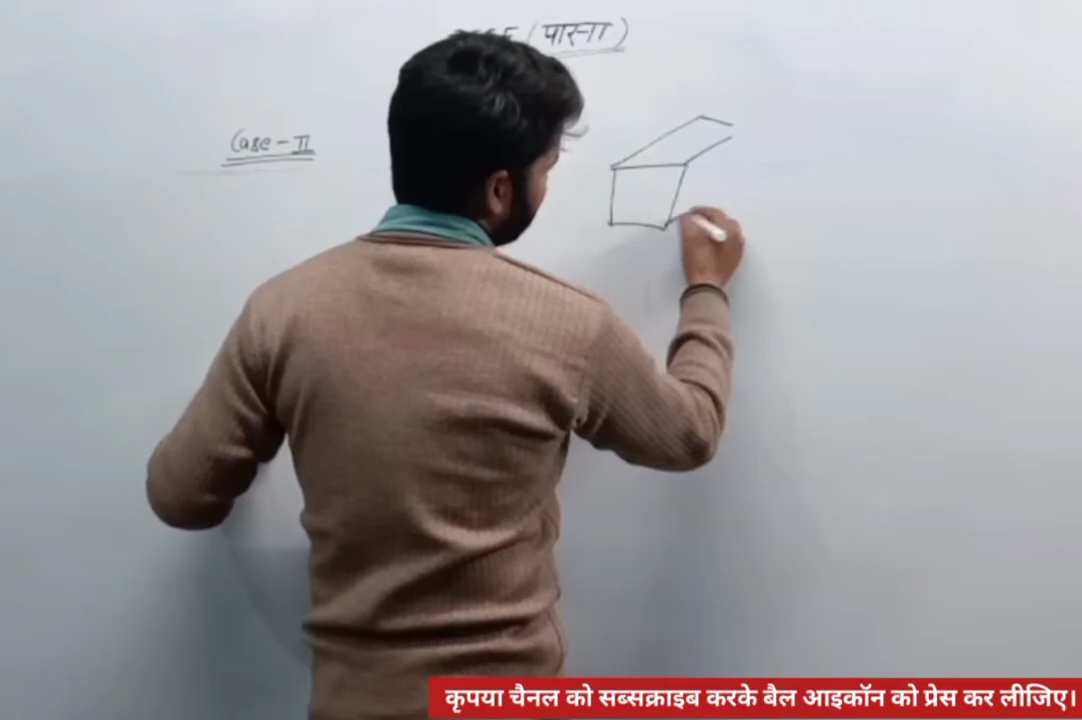 (पासा)
Case - II
कृपया चैनल को सब्सक्राइब करके बैल आइकॉन को प्रेस कर लीजिए।